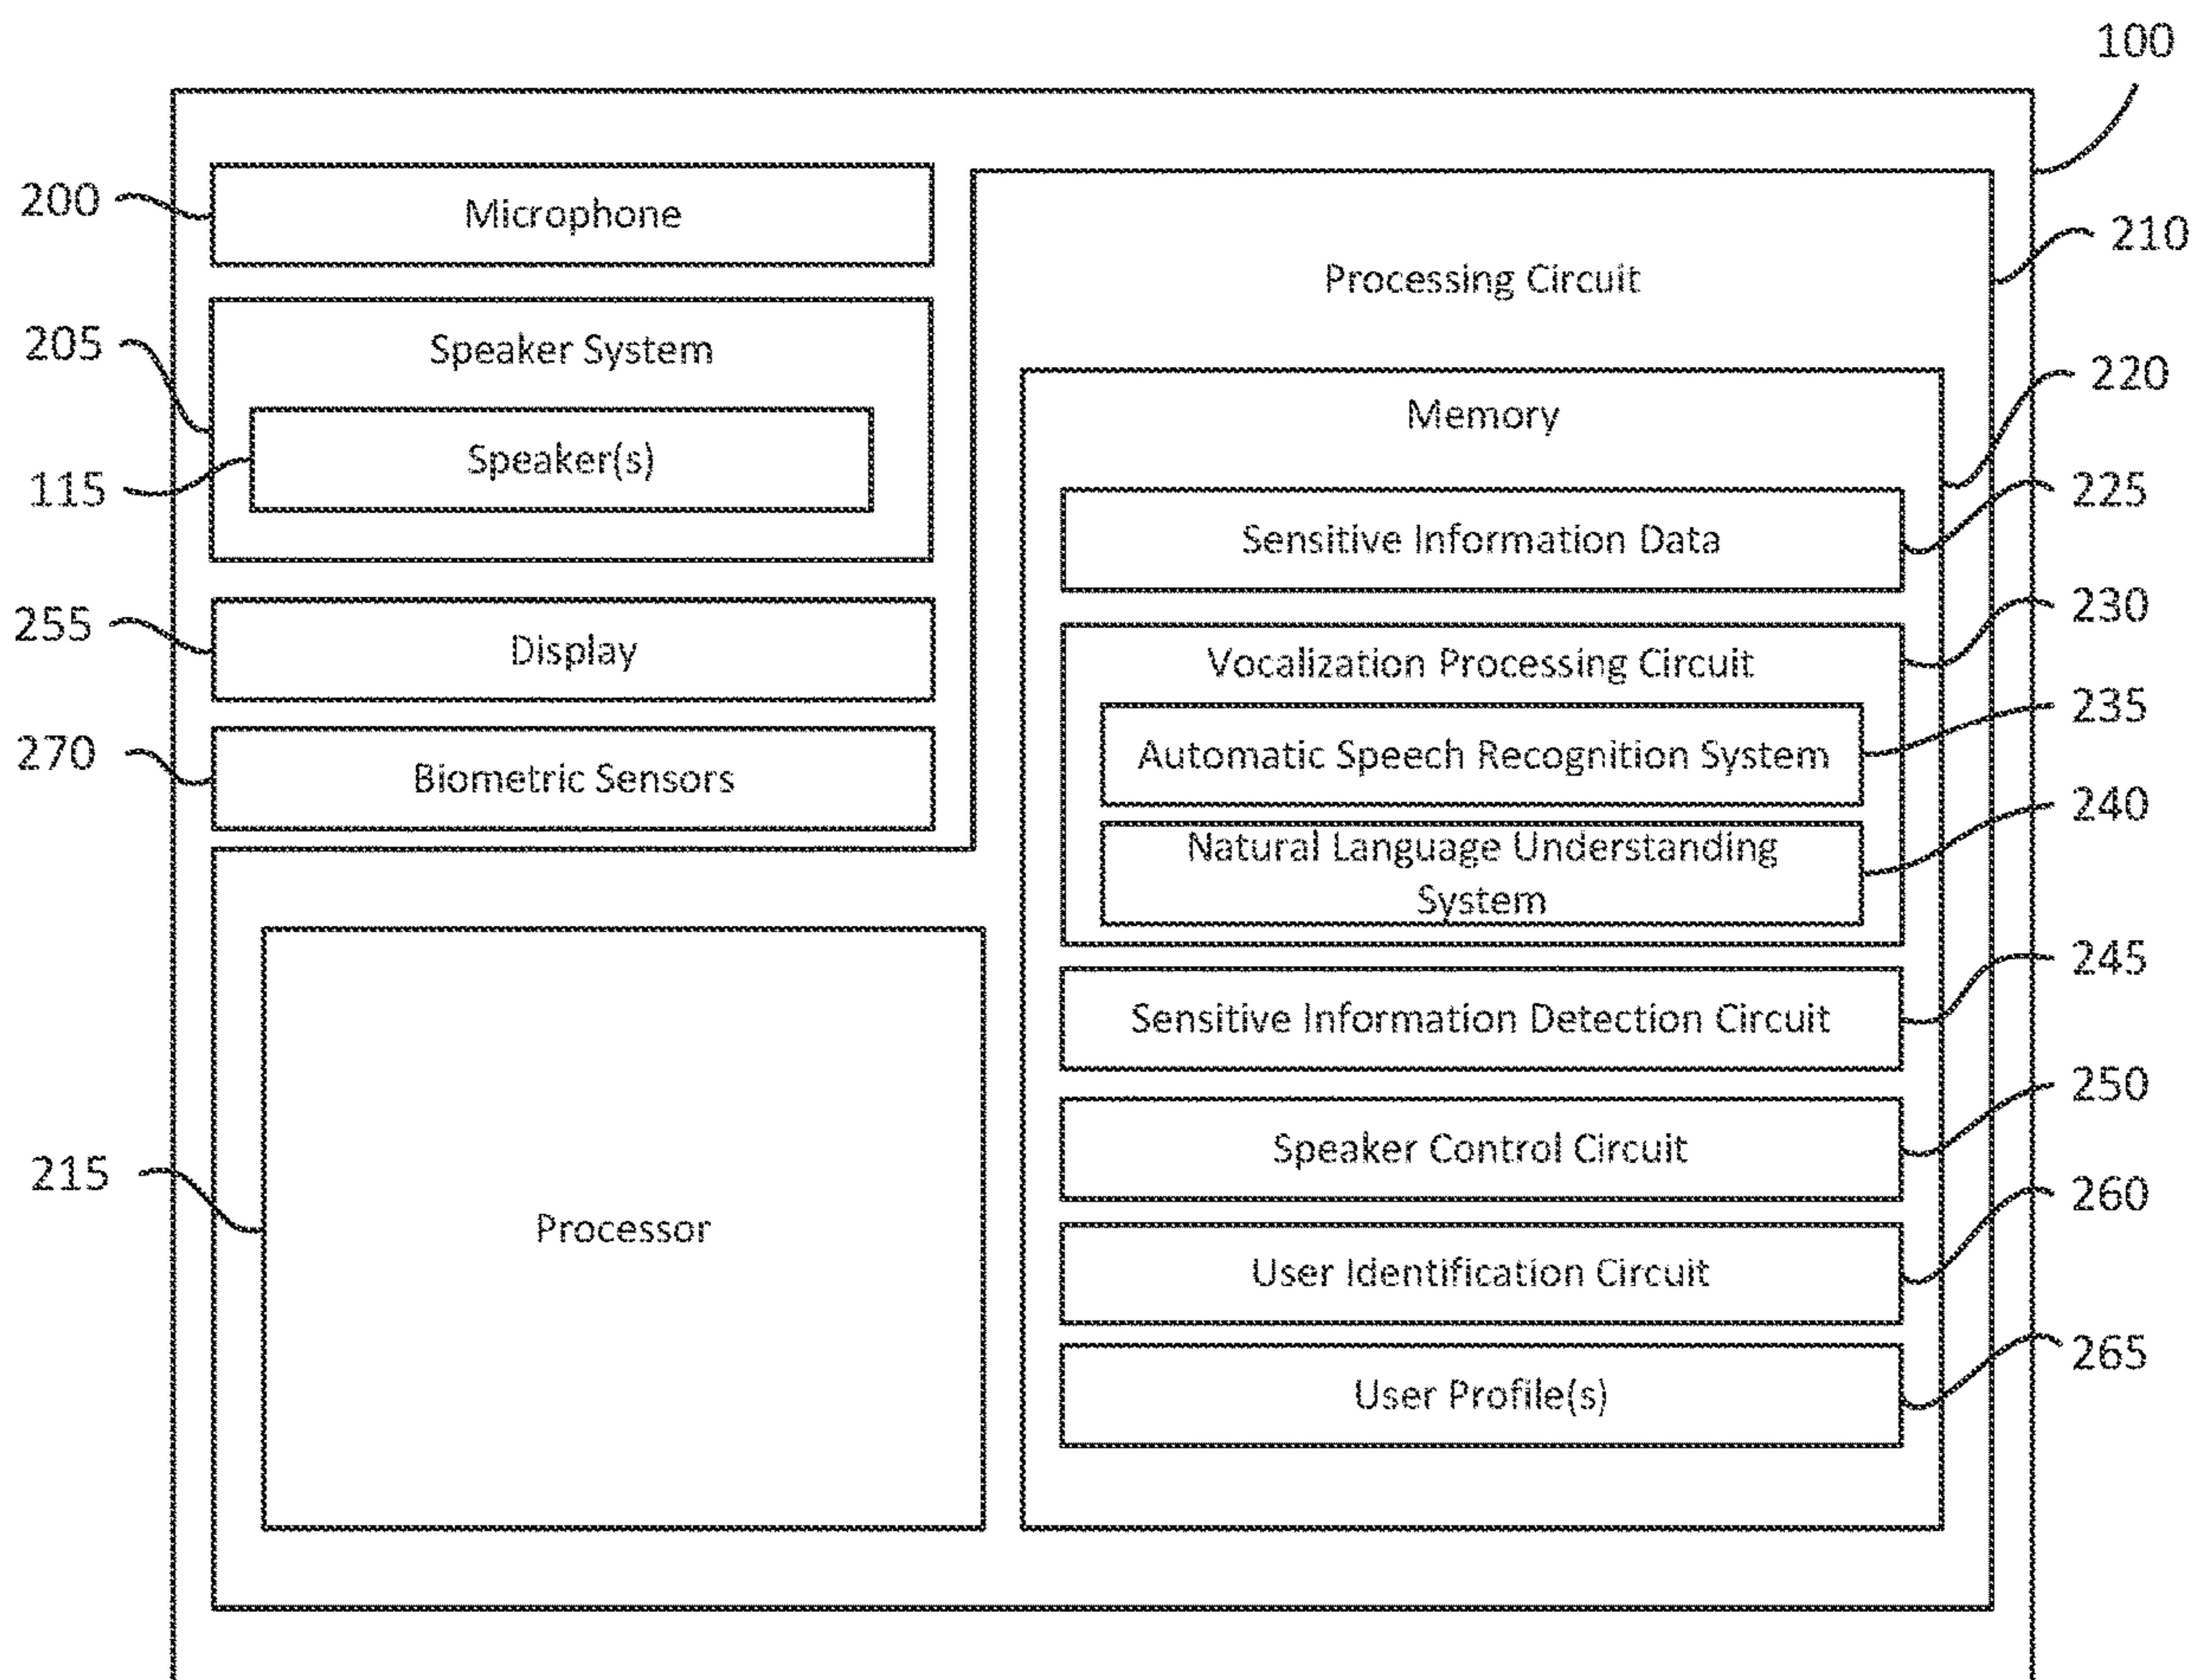 100
200
Microphone
210
Processing Circuit
205
Speaker System
220
Memory
115
Speaker(s)
225
Sensitive Information Data
255
Display
230
Vocalization Processing Circuit
235
Automatic Speech Recognition System
270
Biometric Sensors
240
Natural Language Understanding
System
245
Sensitive Information Detection Circuit
250
Speaker Control Circuit
215
Processor
260
User Identification Circuit
265
User Profile(s)